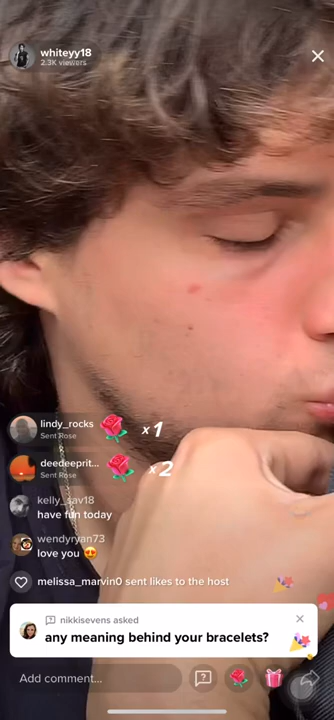 whiteyy18
2.3K viewers
lindy_rocks
Sent Rose
x1
deedeeprit...
Sent Rose
x2
kelly_sav18
have fun today
wendyryan73
love you 😍
melissa_marvin0 sent likes to the host
nikkisevens asked
any meaning behind your bracelets?
Add comment...